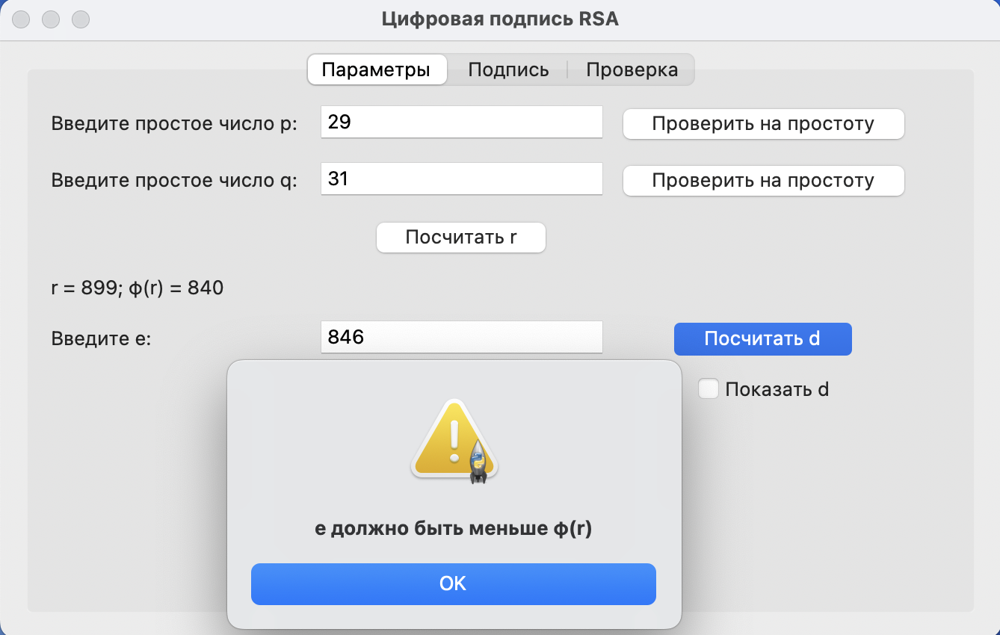 Цифровая подпись RSA
Параметры Подпись Проверка
Введите простое число p: 29 Проверить на простоту
Введите простое число q: 31 Проверить на простоту
Посчитать r
r = 899; ф(r) = 840
Введите e: 846 Посчитать d
Показать d
e должно быть меньше ф(r)
OK